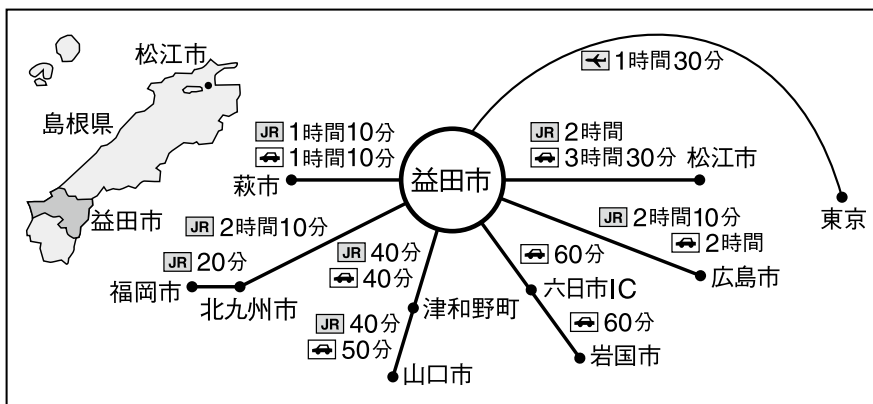 松江市
島根県
益田市
1時間30分
JR 1時間10分
1時間10分
萩市
益田市
JR 2時間
3時間30分
松江市
東京
JR 2時間10分
JR 20分
福岡市
北九州市
JR 40分
40分
津和野町
JR 40分
50分
山口市
60分
六日市IC
60分
岩国市
JR 2時間10分
2時間
広島市